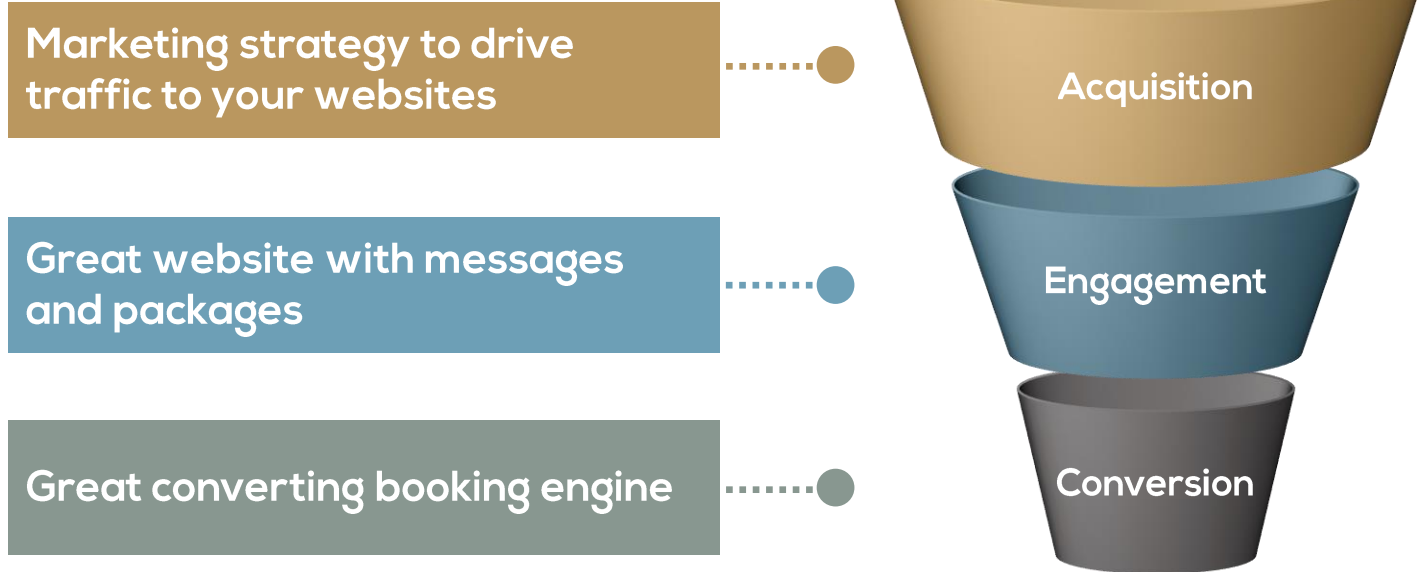 Marketing strategy to drive
traffic to your websites
Acquisition
Great website with messages
and packages
Engagement
Great converting booking engine
Conversion